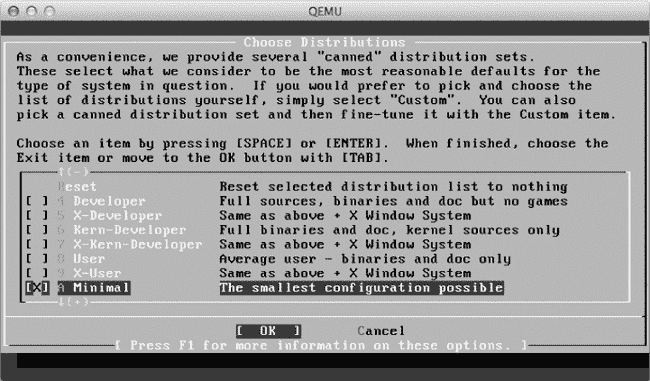 QEMU
Choose Distributions
As a convenience, we provide several "canned" distribution sets.
These select what we consider to be the most reasonable defaults for the
type of system in question.  If you would prefer to pick and choose the
list of distributions yourself, simply select "Custom".  You can also
pick a canned distribution set and then fine-tune it with the Custom item.
Choose an item by pressing [SPACE] or [ENTER].  When finished, choose the
Exit item or move to the OK button with [TAB].
↑(-)
Reset Reset selected distribution list to nothing
[ ] 4 Developer Full sources, binaries and doc but no games
[ ] 5 X-Developer Same as above + X Window System
[ ] 6 Kern-Developer Full binaries and doc, kernel sources only
[ ] 7 X-Kern-Developer Same as above + X Window System
[ ] 8 User Average user - binaries and doc only
[ ] 9 X-User Same as above + X Window System
[X] A Minimal The smallest configuration possible
↓(+)
[ OK ] Cancel
[ Press F1 for more information on these options. ]